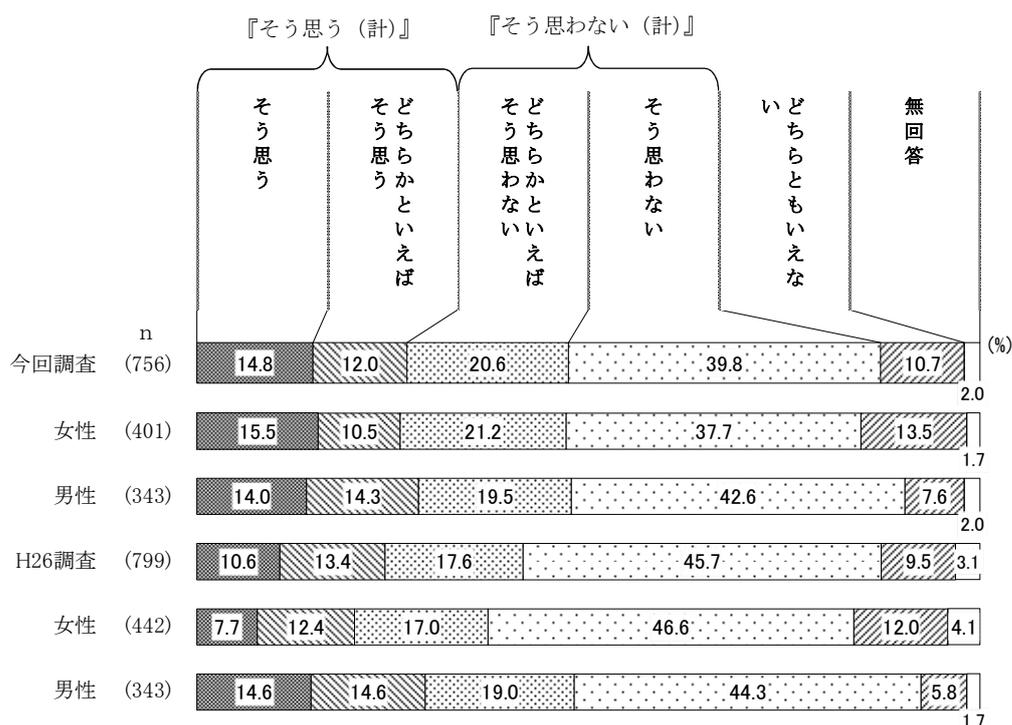 『そう思う（計）』 『そう思わない（計）』
そう思う
どちらかといえば
そう思う
どちらかといえば
そう思わない
そう思わない
どちらともいえな
い
無回答
n
(%)
今回調査 (756) 14.8 12.0 20.6 39.8 10.7 2.0
女性 (401) 15.5 10.5 21.2 37.7 13.5 1.7
男性 (343) 14.0 14.3 19.5 42.6 7.6 2.0
H26調査 (799) 10.6 13.4 17.6 45.7 9.5 3.1
女性 (442) 7.7 12.4 17.0 46.6 12.0 4.1
男性 (343) 14.6 14.6 19.0 44.3 5.8 1.7